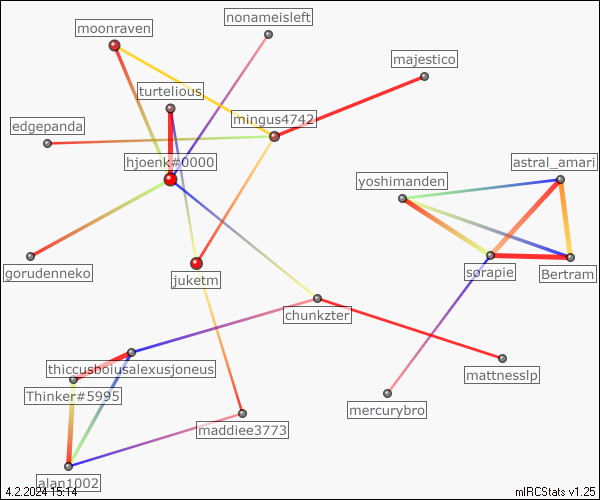 nonameisleft
moonraven
majestico
turtelious
mingus4742
edgepanda
hjoenk#0000
astral_amari
yoshimanden
gorudenneko
juketm
sørapie
Bertram
chunkzter
thiccusboiusalexusjoneus
mattnesslp
Thinker#5995
mercurybro
maddiee3773
alan1002
4.2.2024 15:14
mIRCStats v1.25